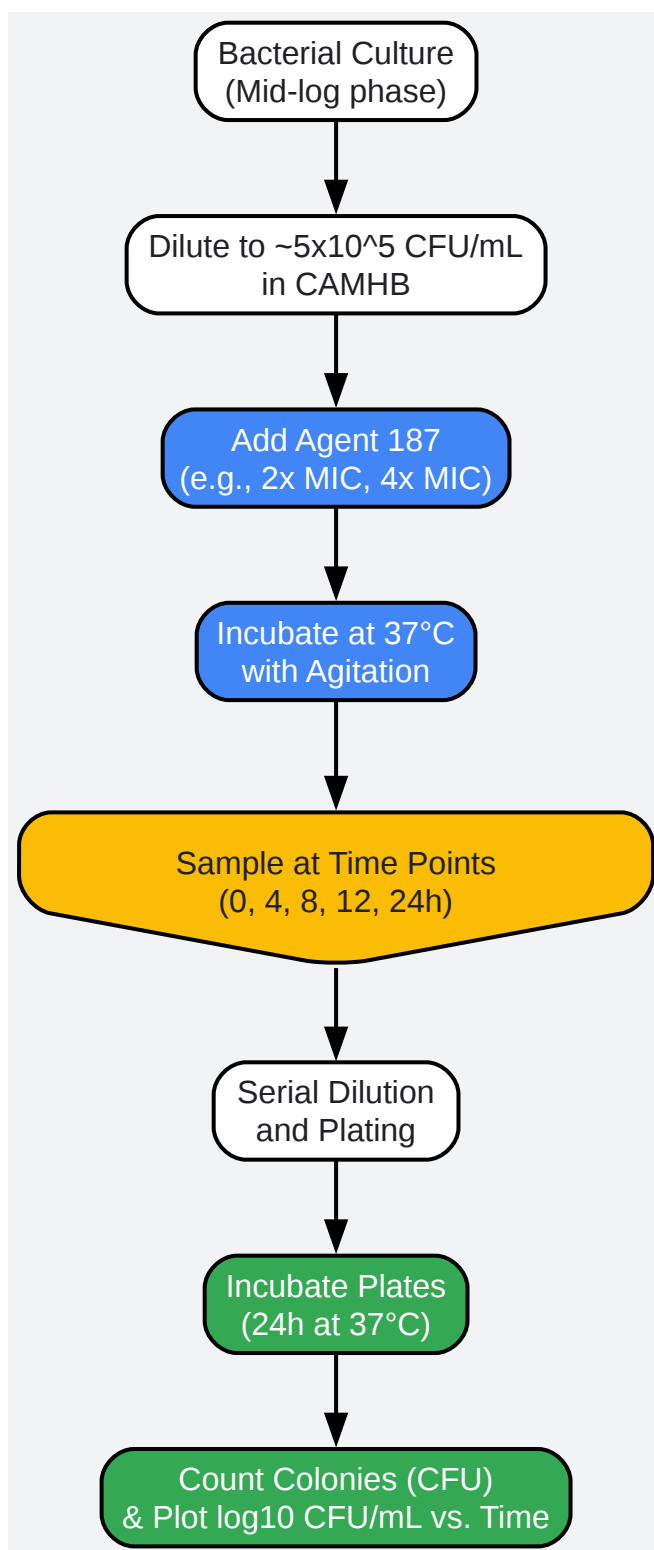 Bacterial Culture
(Mid-log phase)
Dilute to ~5x10^5 CFU/mL
in CAMHB
Add Agent 187
(e.g., 2x MIC, 4x MIC)
Incubate at 37°C
with Agitation
Sample at Time Points
(0, 4, 8, 12, 24h)
Serial Dilution
and Plating
Incubate Plates
(24h at 37°C)
Count Colonies (CFU)
& Plot log10 CFU/mL vs. Time